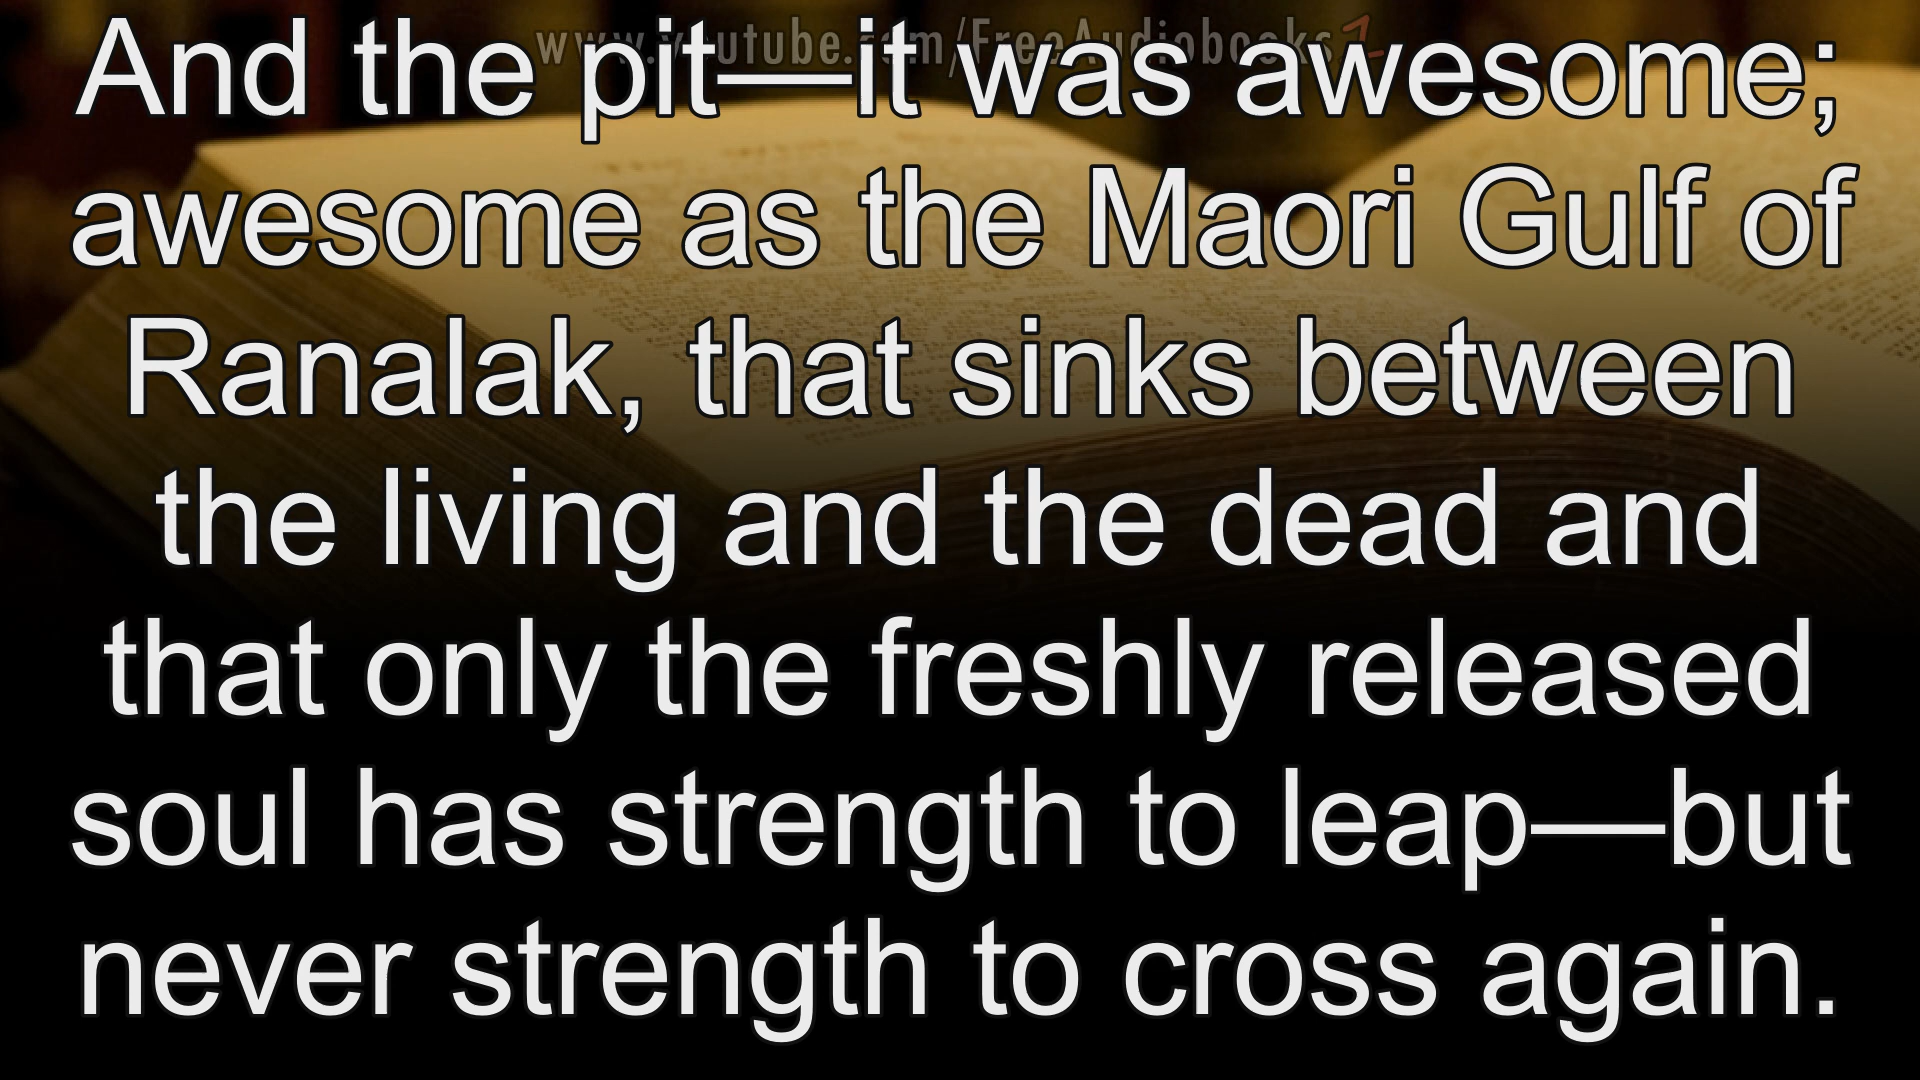 www.youtube.com/FreeAudiobooks1
And the pit—it was awesome;
awesome as the Maori Gulf of
Ranalak, that sinks between
the living and the dead and
that only the freshly released
soul has strength to leap—but
never strength to cross again.